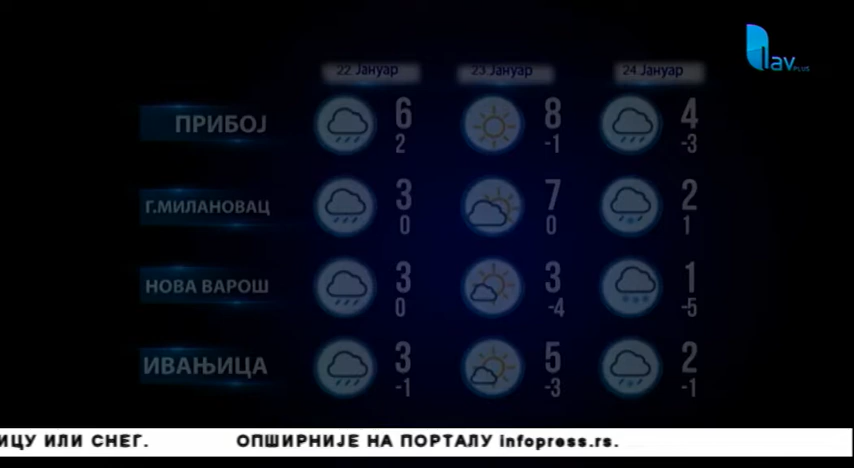 lav PLUS
22 Јануар 23 Јануар 24 Јануар
ПРИБОЈ 6 8 4
2 -1 -3
Г.МИЛАНОВАЦ 3 7 2
0 0 1
НОВА ВАРОШ 3 3 1
0 -4 -5
ИВАЊИЦА 3 5 2
-1 -3 -1
ИЦУ ИЛИ СНЕГ. ОПШИРНИЈЕ НА ПОРТАЛУ infopress.rs.